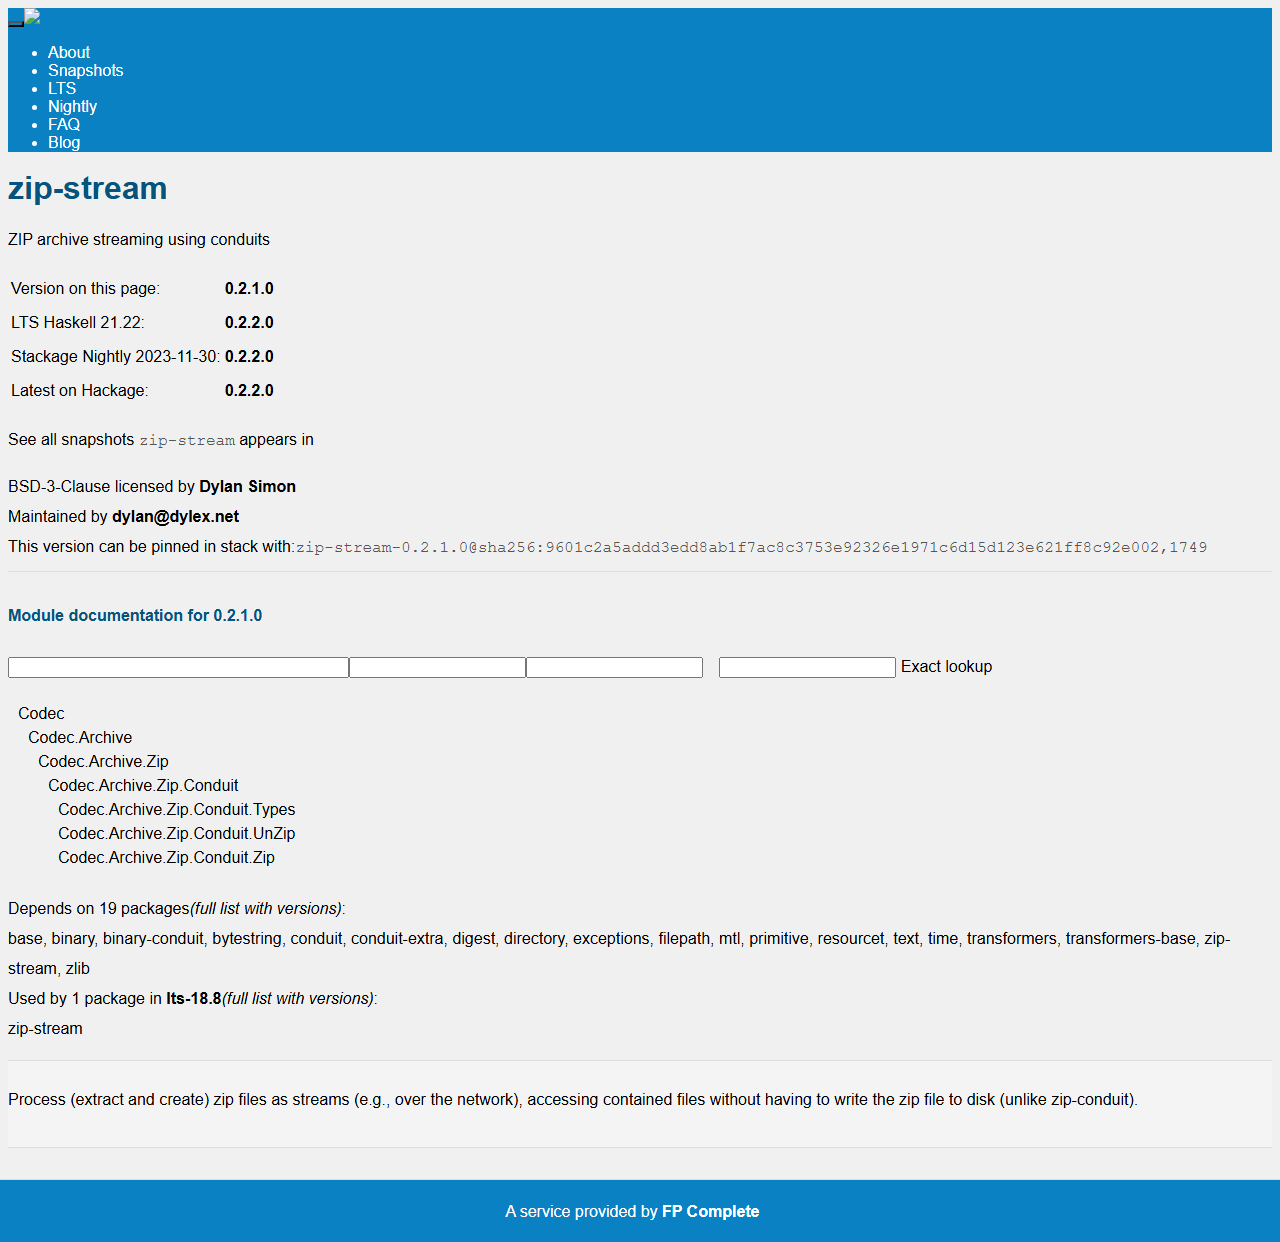 About
Snapshots
LTS
Nightly
FAQ
Blog
zip-stream
ZIP archive streaming using conduits
Version on this page: 0.2.1.0
LTS Haskell 21.22: 0.2.2.0
Stackage Nightly 2023-11-30: 0.2.2.0
Latest on Hackage: 0.2.2.0
See all snapshots zip-stream appears in
BSD-3-Clause licensed by Dylan Simon
Maintained by dylan@dylex.net
This version can be pinned in stack with:zip-stream-0.2.1.0@sha256:9601c2a5addd3edd8ab1f7ac8c3753e92326e1971c6d15d123e621ff8c92e002,1749
Module documentation for 0.2.1.0
Exact lookup
Codec
Codec.Archive
Codec.Archive.Zip
Codec.Archive.Zip.Conduit
Codec.Archive.Zip.Conduit.Types
Codec.Archive.Zip.Conduit.UnZip
Codec.Archive.Zip.Conduit.Zip
Depends on 19 packages(full list with versions):
base, binary, binary-conduit, bytestring, conduit, conduit-extra, digest, directory, exceptions, filepath, mtl, primitive, resourcet, text, time, transformers, transformers-base, zip-
stream, zlib
Used by 1 package in lts-18.8(full list with versions):
zip-stream
Process (extract and create) zip files as streams (e.g., over the network), accessing contained files without having to write the zip file to disk (unlike zip-conduit).
A service provided by FP Complete